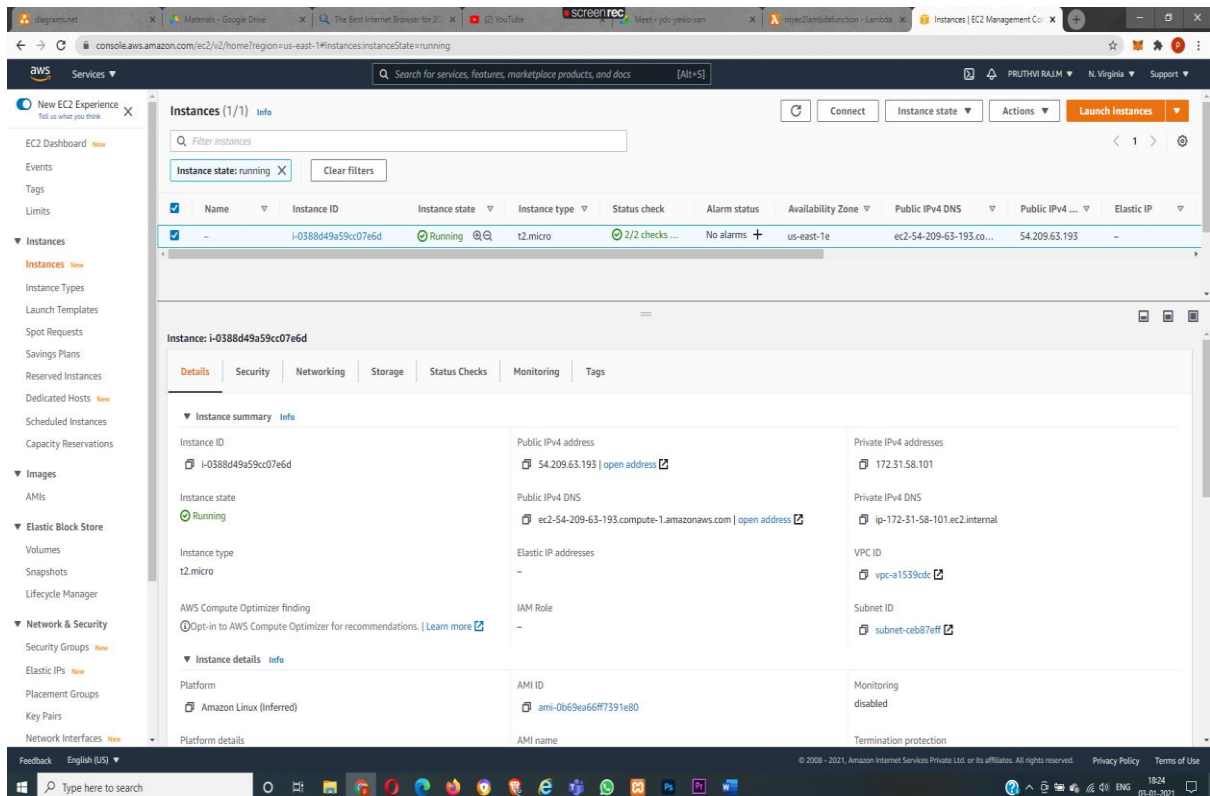 diagrams.net Materials - Google Drive The Best Internet Browser for 20 (2) YouTube screenrec Meet - ydc-yewo-van myec2lambdafunction - Lambda Instances | EC2 Management Co
console.aws.amazon.com/ec2/v2/home?region=us-east-1#Instances:instanceState=running
aws Services ▼ Search for services, features, marketplace products, and docs [Alt+S] PRUTHVI RAJ.M ▼ N. Virginia ▼ Support ▼
New EC2 Experience
Tell us what you think
EC2 Dashboard New
Events
Tags
Limits
▼ Instances
Instances New
Instance Types
Launch Templates
Spot Requests
Savings Plans
Reserved Instances
Dedicated Hosts New
Scheduled Instances
Capacity Reservations
▼ Images
AMIs
▼ Elastic Block Store
Volumes
Snapshots
Lifecycle Manager
▼ Network & Security
Security Groups New
Elastic IPs New
Placement Groups
Key Pairs
Network Interfaces New
Instances (1/1) Info Connect Instance state ▼ Actions ▼ Launch instances ▼
Filter instances < 1 >
Instance state: running X Clear filters
Name Instance ID Instance state Instance type Status check Alarm status Availability Zone Public IPv4 DNS Public IPv4 ... Elastic IP
– i-0388d49a59cc07e6d Running t2.micro 2/2 checks ... No alarms + us-east-1e ec2-54-209-63-193.co... 54.209.63.193 –
Instance: i-0388d49a59cc07e6d
Details Security Networking Storage Status Checks Monitoring Tags
▼ Instance summary Info
Instance ID Public IPv4 address Private IPv4 addresses
i-0388d49a59cc07e6d 54.209.63.193 | open address 172.31.58.101
Instance state Public IPv4 DNS Private IPv4 DNS
Running ec2-54-209-63-193.compute-1.amazonaws.com | open address ip-172-31-58-101.ec2.internal
Instance type Elastic IP addresses VPC ID
t2.micro – vpc-a1539cdc
AWS Compute Optimizer finding IAM Role Subnet ID
Opt-in to AWS Compute Optimizer for recommendations. | Learn more – subnet-ceb87eff
▼ Instance details Info
Platform AMI ID Monitoring
Amazon Linux (Inferred) ami-0b69ea66ff7391e80 disabled
Platform details AMI name Termination protection
Feedback English (US) ▼ © 2008 - 2021, Amazon Internet Services Private Ltd. or its affiliates. All rights reserved. Privacy Policy Terms of Use
Type here to search ENG 18:24
03-01-2021